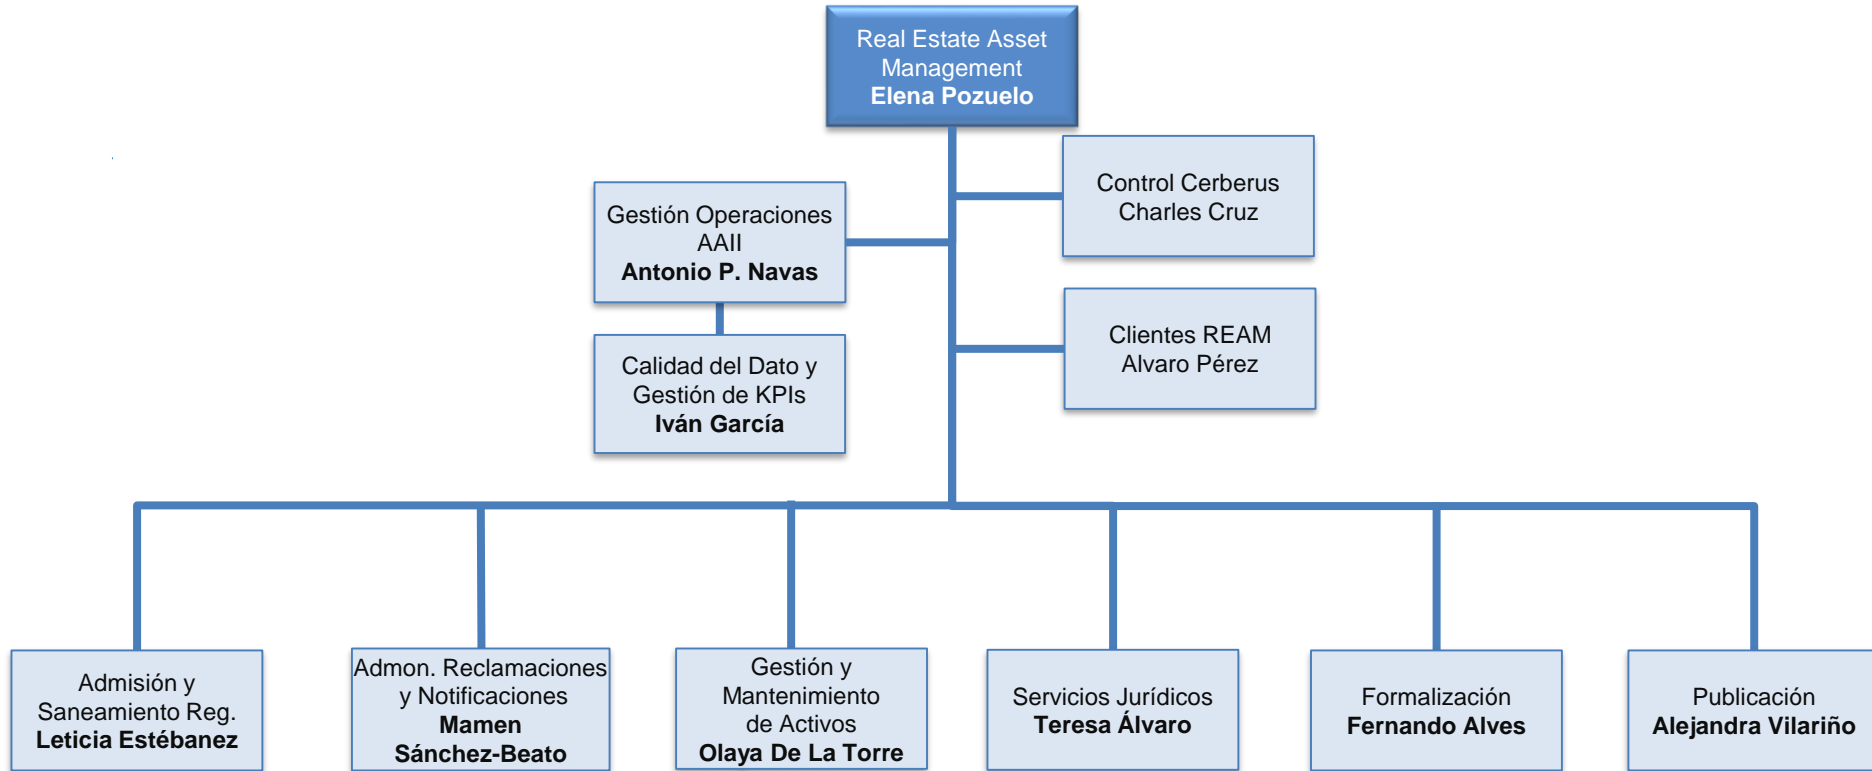 Real Estate Asset
Management
Elena Pozuelo
Control Cerberus
Charles Cruz
Gestión Operaciones
AAII
Antonio P. Navas
Clientes REAM
Alvaro Pérez
Calidad del Dato y
Gestión de KPIs
Iván García
Admisión y
Saneamiento Reg.
Leticia Estébanez
Admon. Reclamaciones
y Notificaciones
Mamen
Sánchez-Beato
Gestión y
Mantenimiento
de Activos
Olaya De La Torre
Servicios Jurídicos
Teresa Álvaro
Formalización
Fernando Alves
Publicación
Alejandra Vilariño